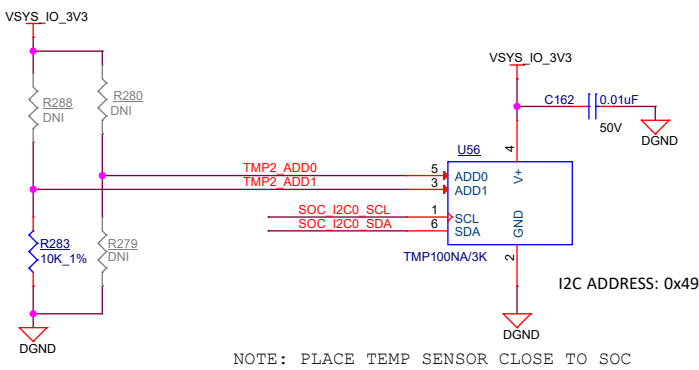 VSYS_IO_3V3
R288
DNI
R280
DNI
R283
10K_1%
R279
DNI
DGND
TMP2_ADD0
TMP2_ADD1
SOC_I2C0_SCL
SOC_I2C0_SDA
VSYS_IO_3V3
C162
0.01uF
50V
DGND
U56
4
V+
5
ADD0
3
ADD1
1
SCL
6
SDA
GND
2
TMP100NA/3K
DGND
I2C ADDRESS: 0x49
NOTE: PLACE TEMP SENSOR CLOSE TO SOC